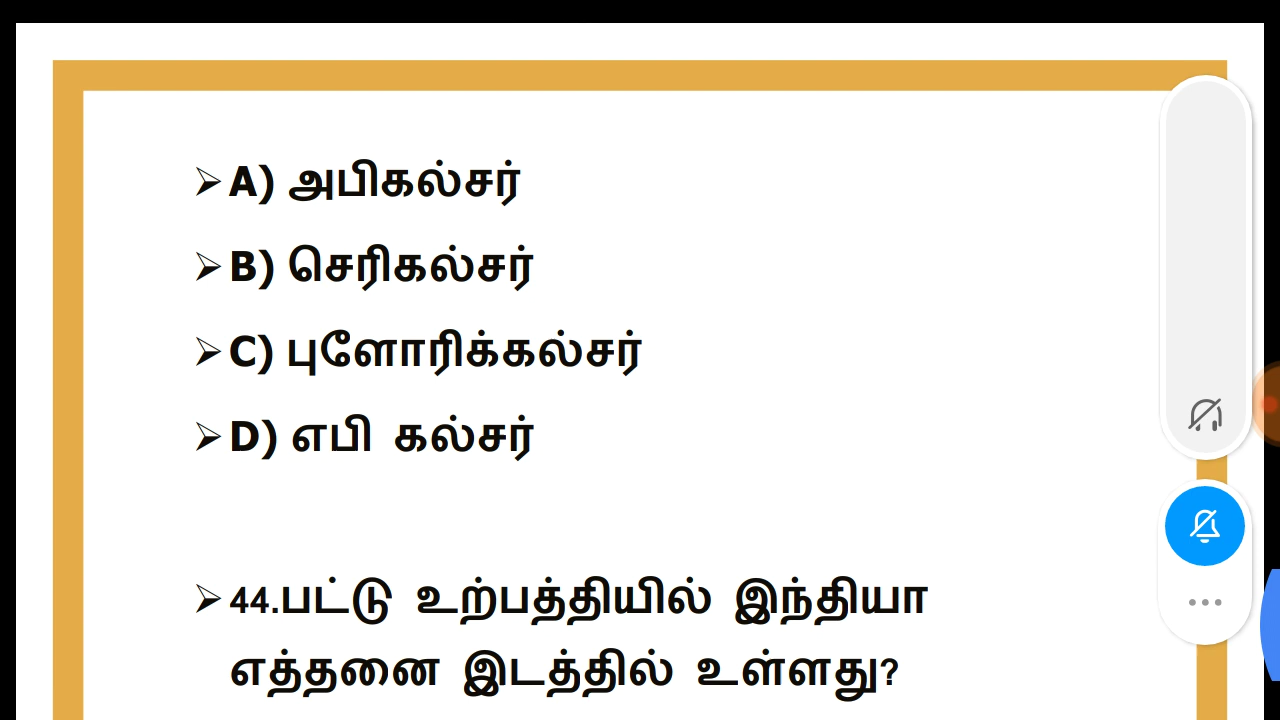 ➢A) அபிகல்சர்
➢B) செரிகல்சர்
➢C) புளோரிக்கல்சர்
➢D) எபி கல்சர்
➢44.பட்டு உற்பத்தியில் இந்தியா
எத்தனை இடத்தில் உள்ளது?